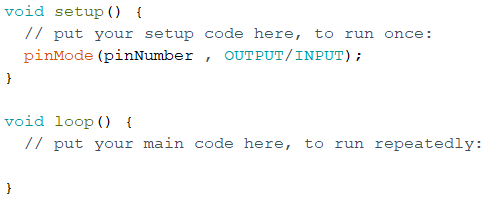 void setup() {
  // put your setup code here, to run once:
  pinMode(pinNumber , OUTPUT/INPUT);
}

void loop() {
  // put your main code here, to run repeatedly:

}